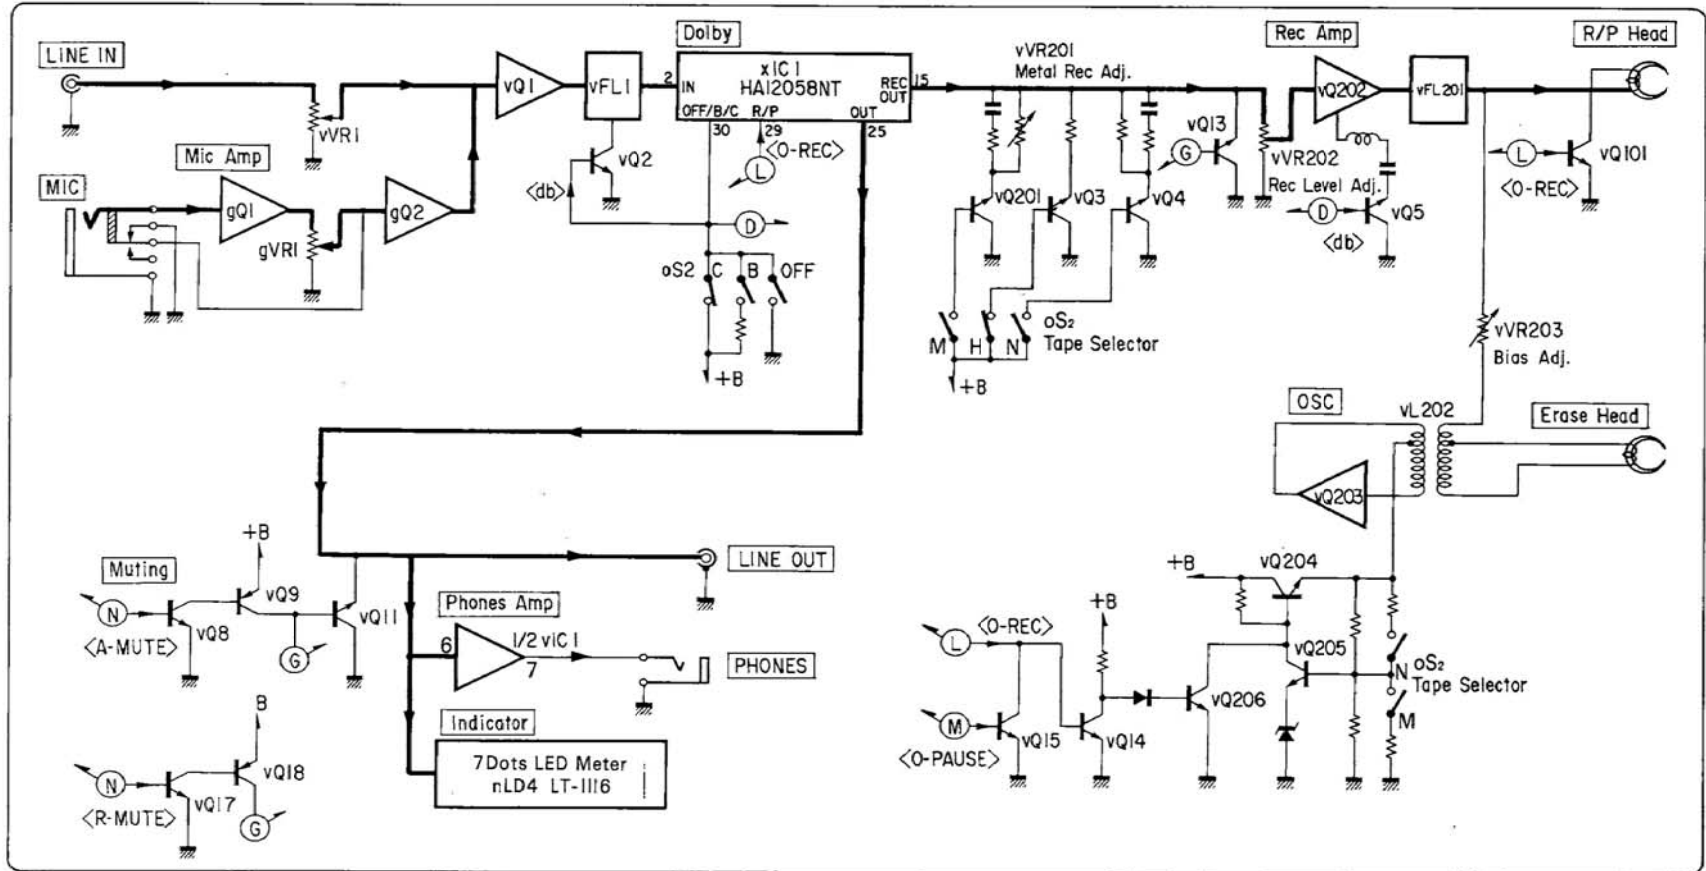 LINE IN
vVR1
Mic Amp
MIC
gQ1
gVR1
gQ2
vQ1
vFL1
vQ2
<db>
Dolby
2
IN
xIC1
HA12058NT
REC OUT
15
OFF/B/C
R/P
OUT
30
29
25
<O-REC>
L
D
oS2
C
B
OFF
+B
vVR201
Metal Rec Adj.
vQ201
vQ3
vQ4
M
H
N
oS2
Tape Selector
+B
vQ13
G
vVR202
Rec Level Adj.
Rec Amp
vQ202
vFL201
D
<db>
vQ5
R/P Head
L
<O-REC>
vQ101
vVR203
Bias Adj.
OSC
vL202
vQ203
Erase Head
Muting
+B
N
<A-MUTE>
vQ8
vQ9
G
vQ11
LINE OUT
Phones Amp
6
1/2 viC1
7
PHONES
Indicator
7Dots LED Meter
nLD4 LT-1116
B
N
<R-MUTE>
vQ17
vQ18
G
+B
vQ204
+B
L
<O-REC>
M
<O-PAUSE>
vQ15
vQ14
vQ206
vQ205
N
oS2
Tape Selector
M